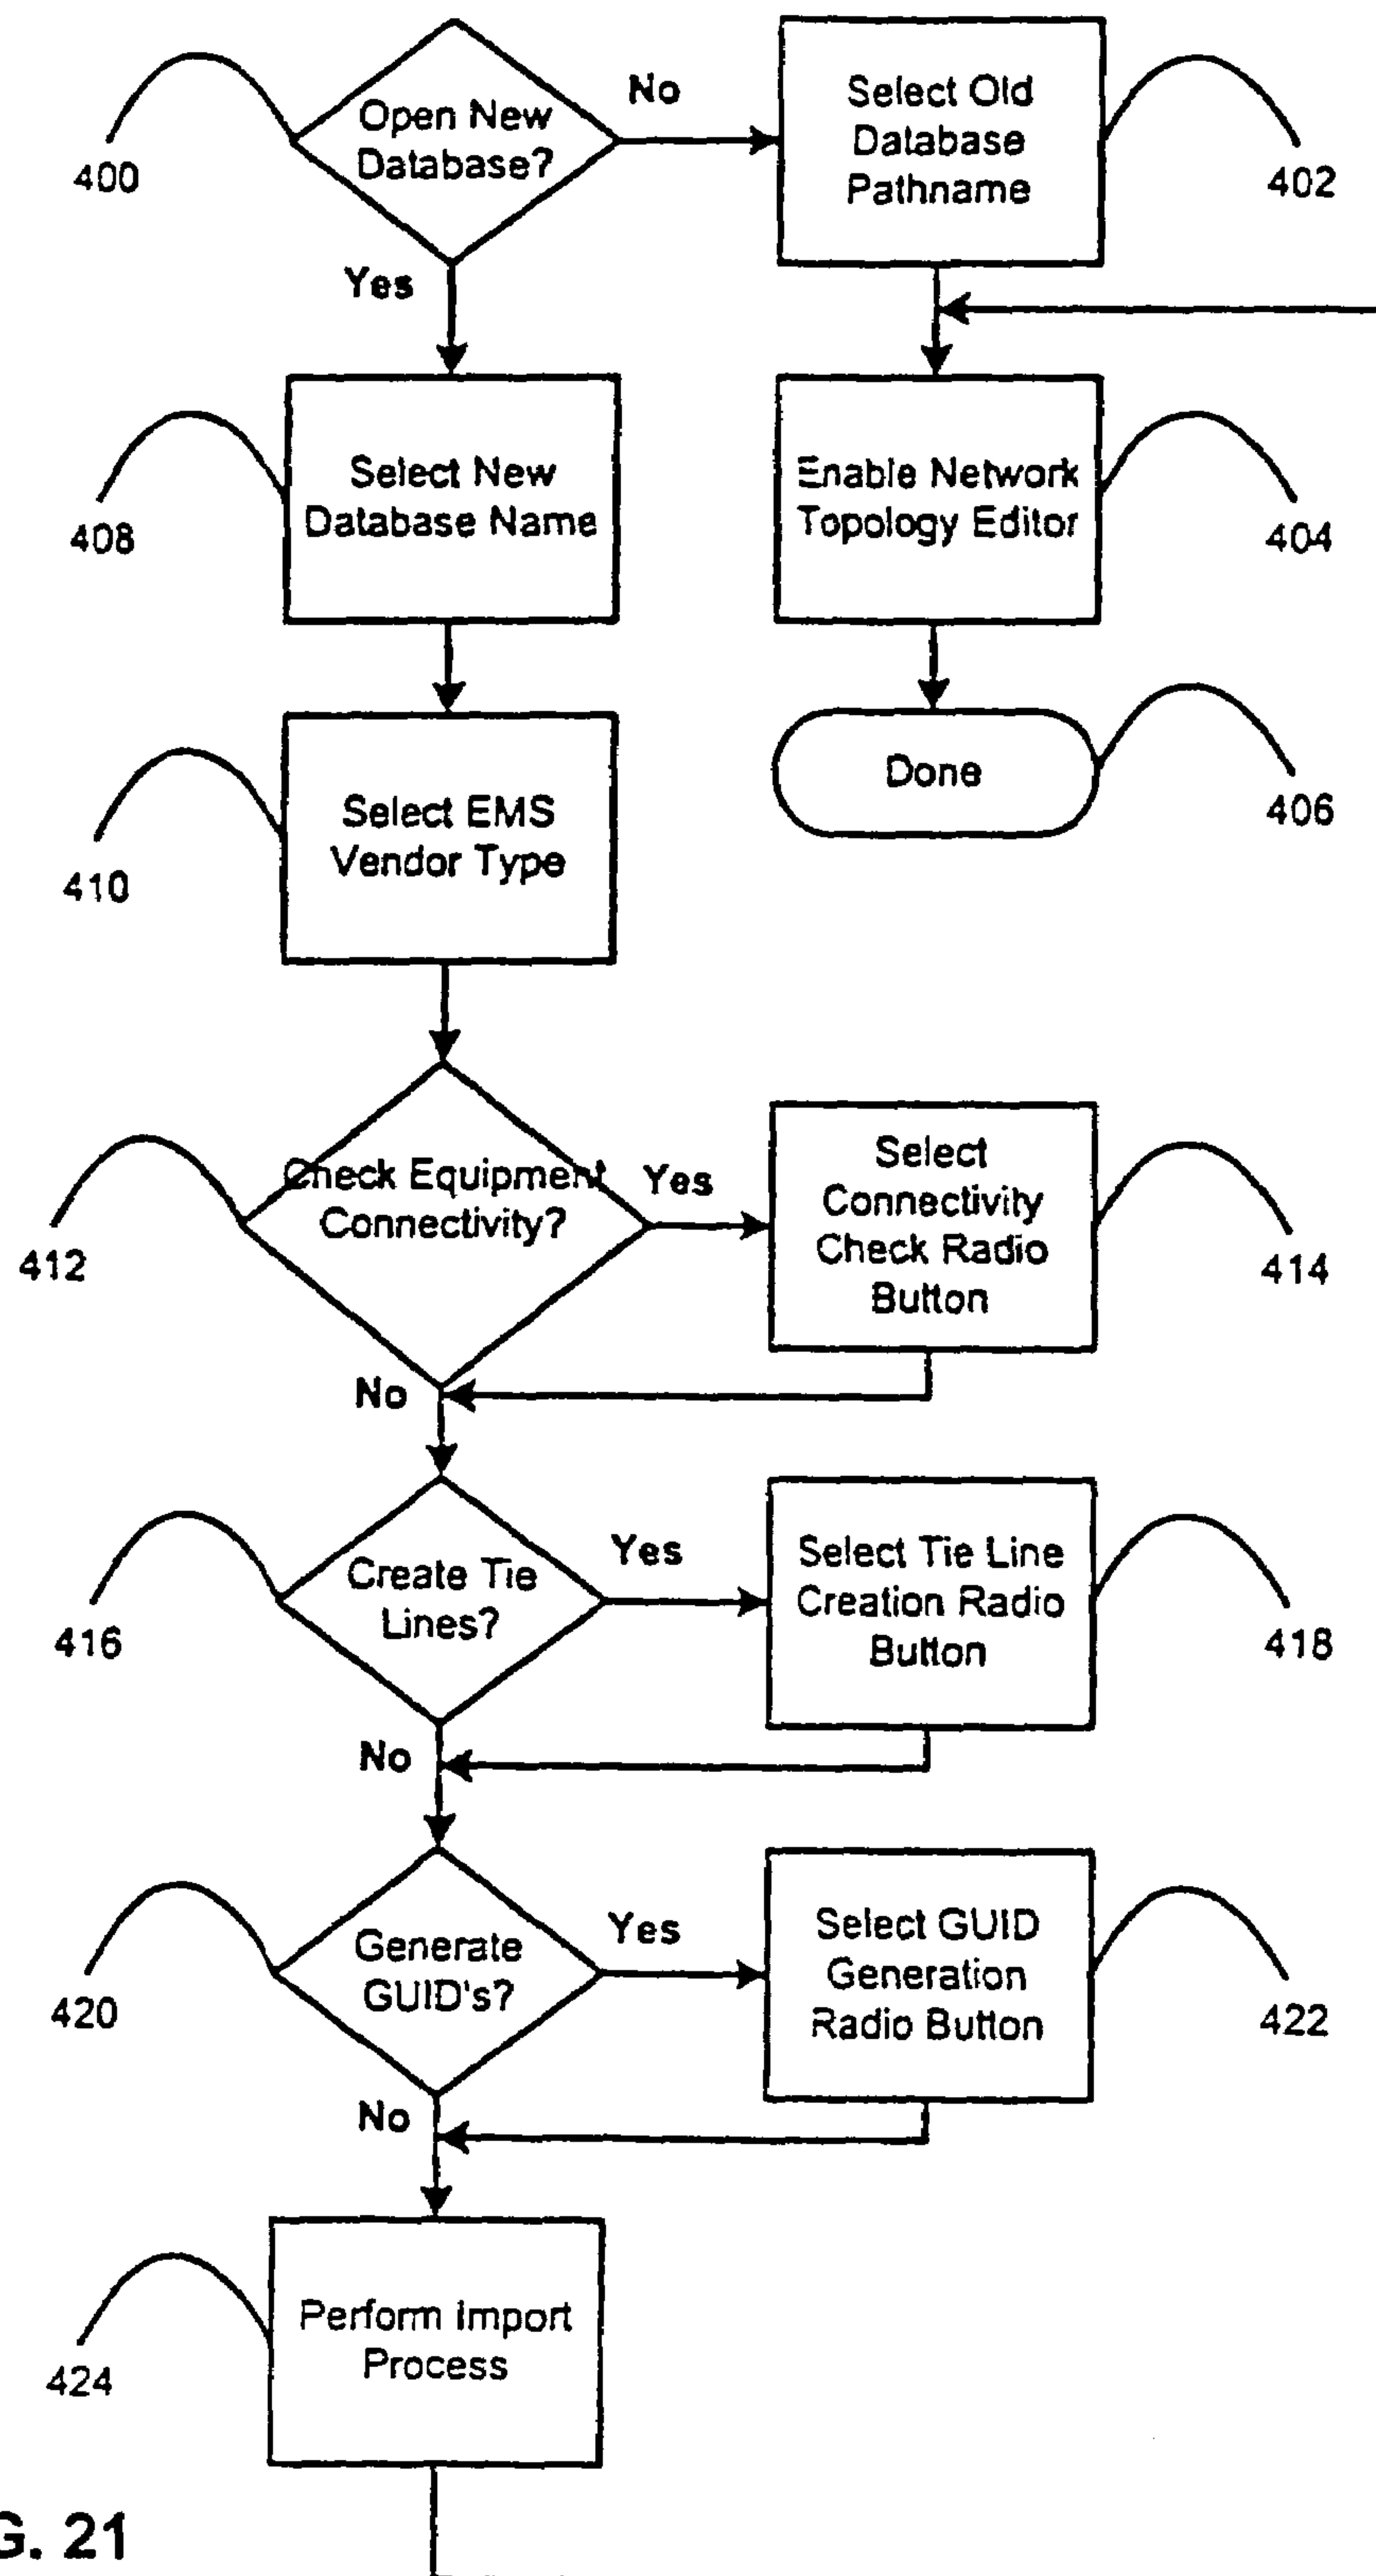 Open New
Database?
No
Select Old
Database
Pathname
400
402
Yes
Select New
Database Name
Enable Network
Topology Editor
408
404
Select EMS
Vendor Type
Done
410
406
Check Equipment
Connectivity?
Yes
Select
Connectivity
Check Radio
Button
412
414
No
Create Tie
Lines?
Yes
Select Tie Line
Creation Radio
Button
416
418
No
Generate
GUID's?
Yes
Select GUID
Generation
Radio Button
420
422
No
Perform Import
Process
424
G. 21